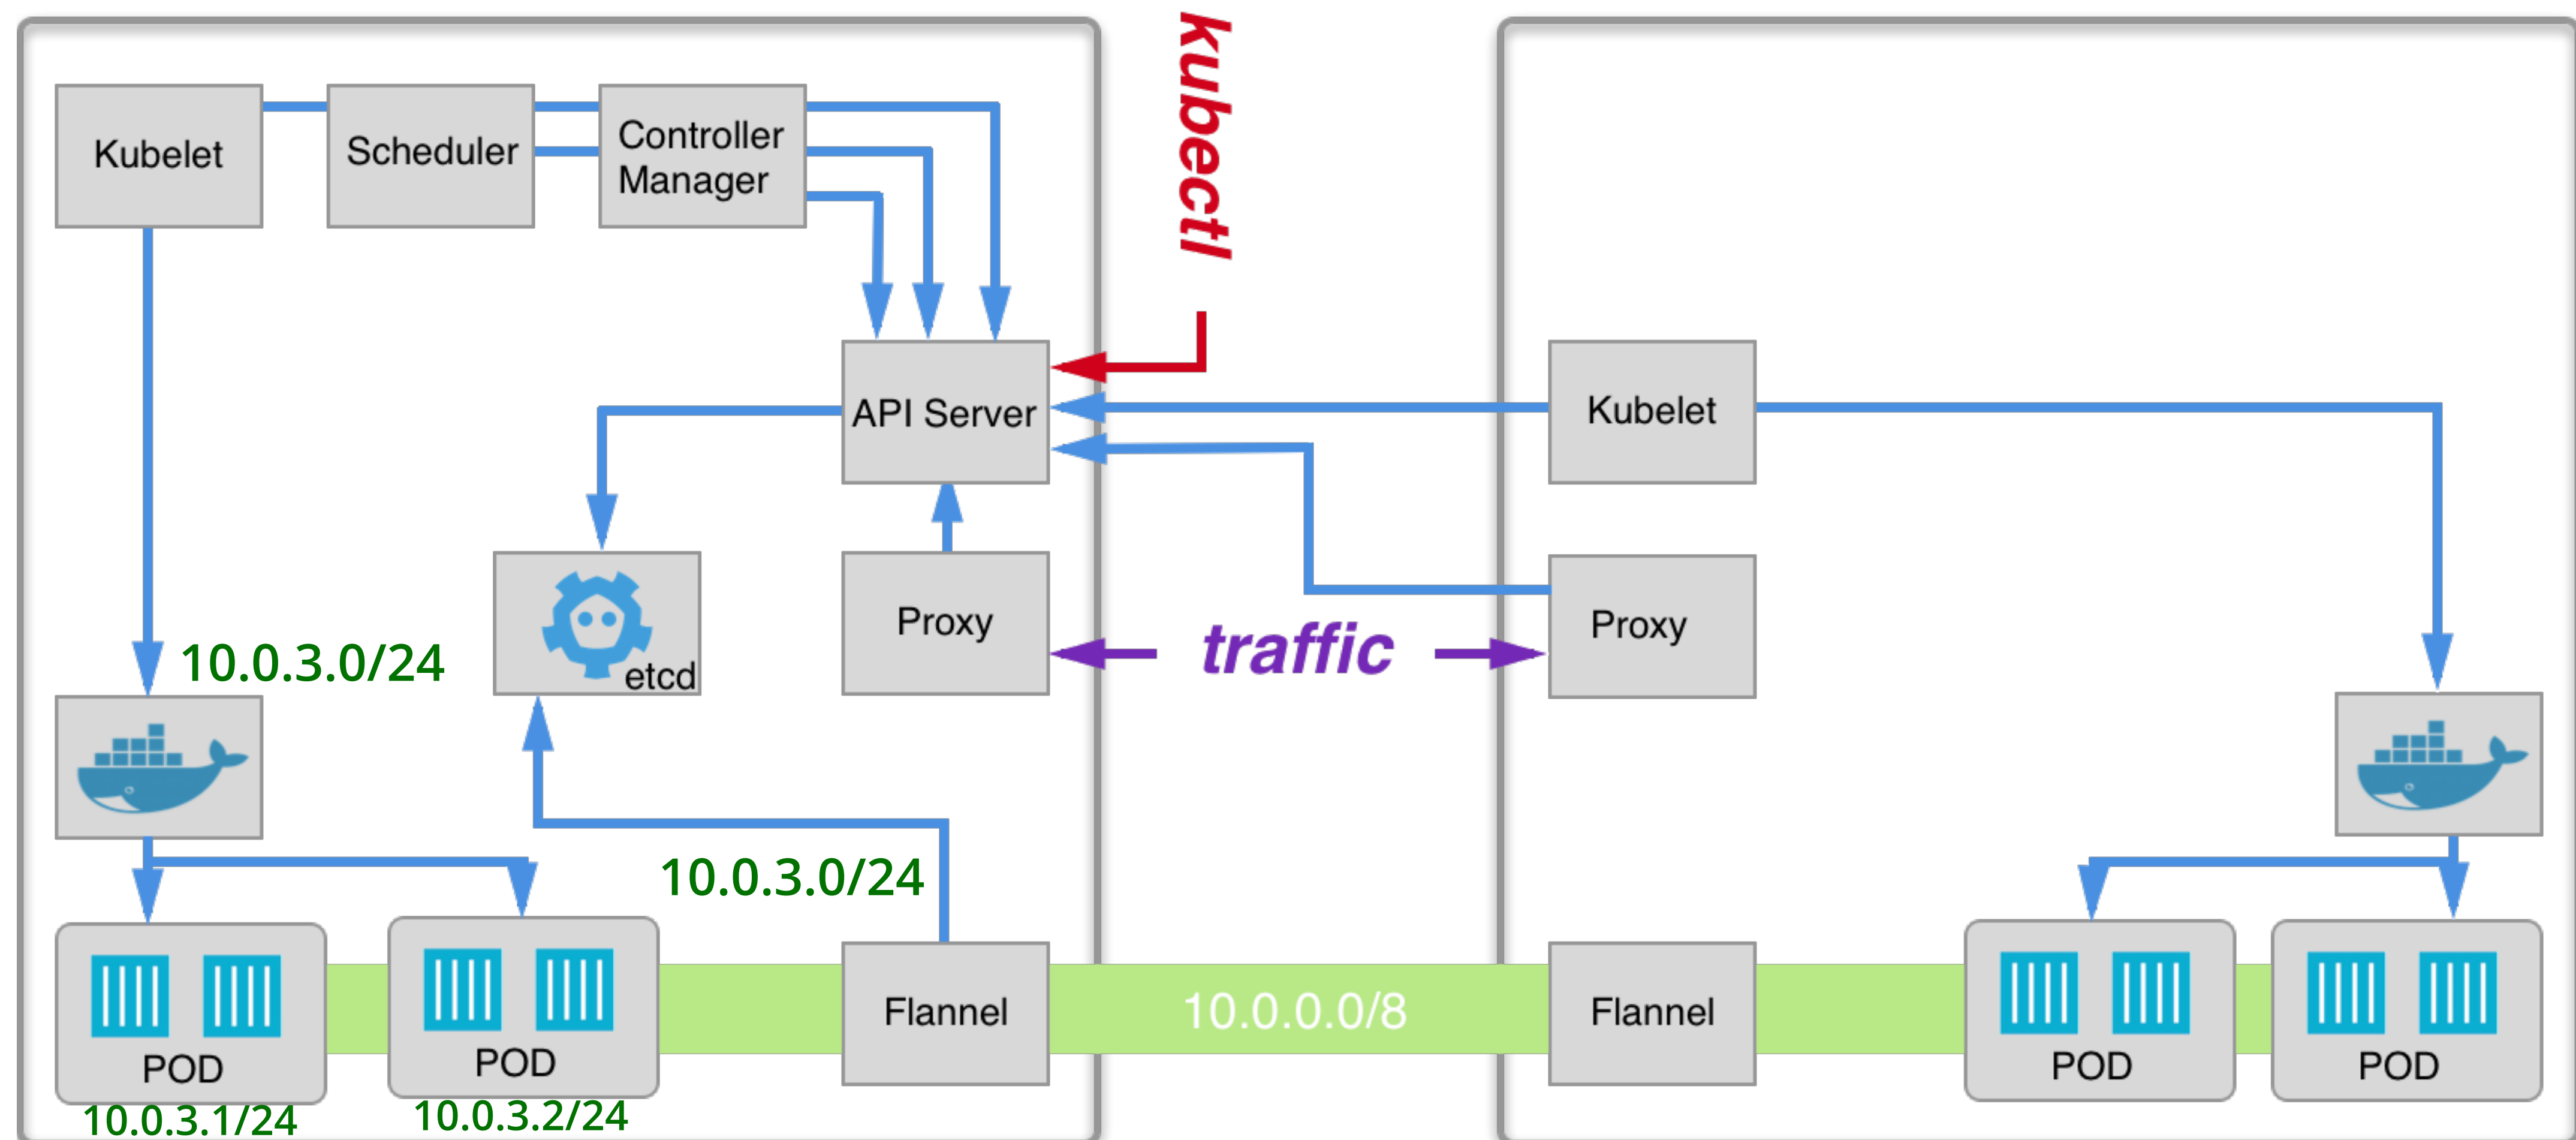 kubectl
Kubelet
Scheduler
Controller
Manager
API Server
Kubelet
etcd
Proxy
traffic
Proxy
10.0.3.0/24
10.0.3.0/24
Flannel
10.0.0.0/8
Flannel
POD
POD
POD
POD
10.0.3.1/24
10.0.3.2/24